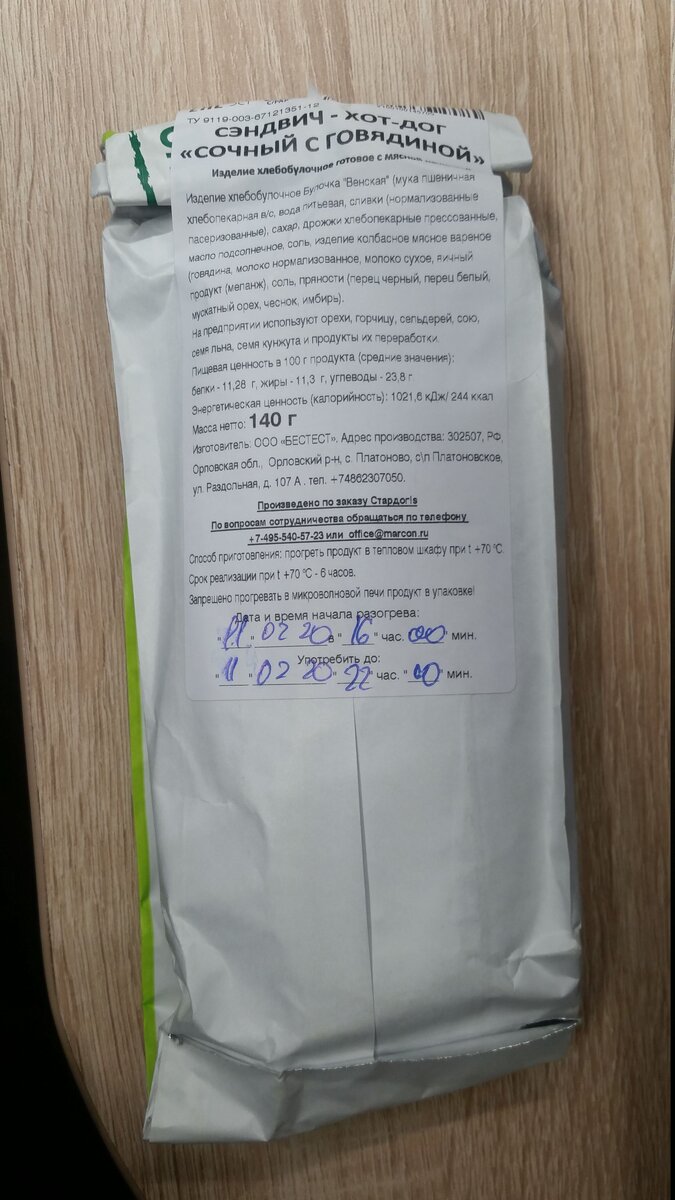 ТУ 9119-003-67121351-12
СЭНДВИЧ - ХОТ-ДОГ
«СОЧНЫЙ С ГОВЯДИНОЙ»
Изделие хлебобулочное готовое с мясной
Изделие хлебобулочное Булочка "Венская" (мука пшеничная
хлебопекарная в/с, вода питьевая, сливки (нормализованные
пасеризованные), сахар, дрожжи хлебопекарные прессованные,
масло подсолнечное, соль, изделие колбасное мясное вареное
(говядина, молоко нормализованное, молоко сухое, яичный
продукт (меланж), соль, пряности (перец черный, перец белый,
мускатный орех, чеснок, имбирь).
На предприятии используют орехи, горчицу, сельдерей, сою,
семя льна, семя кунжута и продукты их переработки.
Пищевая ценность в 100 г продукта (средние значения):
белки - 11,28 г, жиры - 11,3 г, углеводы - 23,8 г
Энергетическая ценность (калорийность): 1021,6 кДж/ 244 ккал
Масса нетто: 140 г
Изготовитель: ООО «БЕСТЕСТ». Адрес производства: 302507, РФ,
Орловская обл., Орловский р-н, с. Платоново, с\п Платоновское,
ул. Раздольная, д. 107 А . тел. +74862307050.
Произведено по заказу Стардог!s
По вопросам сотрудничества обращаться по телефону
+7-495-540-57-23 или office@marcon.ru
Способ приготовления: прогреть продукт в тепловом шкафу при t +70 °C.
Срок реализации при t +70 °C - 6 часов.
Запрещено прогревать в микроволновой печи продукт в упаковке!
Дата и время начала разогрева:
"11" 02 20 в "16" час. "00" мин.
Употребить до:
"11" 02 20 "22" час. "00" мин.